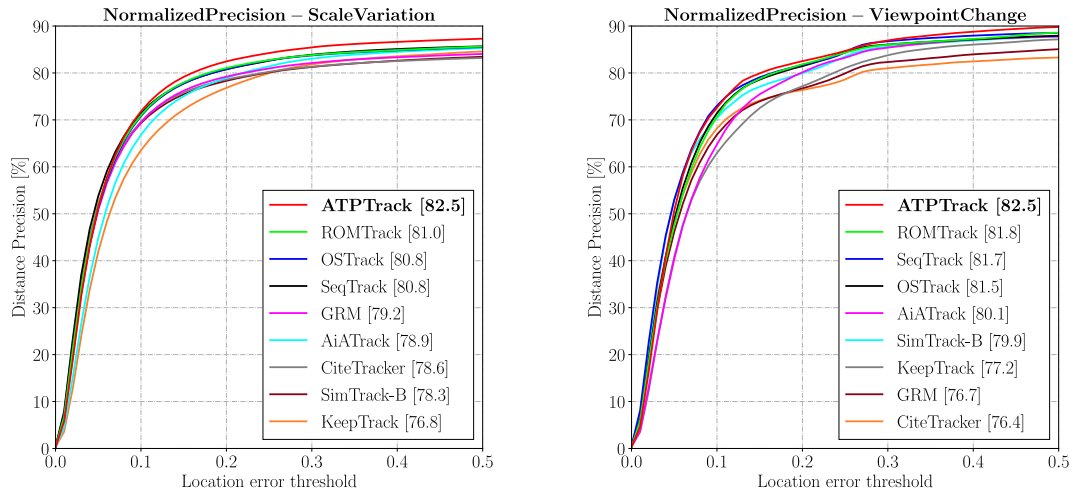 NormalizedPrecision – ScaleVariation
90
80
70
60
50
40
30
20
10
0
Distance Precision [%]
ATPTrack [82.5]
ROMTrack [81.0]
OSTrack [80.8]
SeqTrack [80.8]
GRM [79.2]
AiATrack [78.9]
CiteTracker [78.6]
SimTrack-B [78.3]
KeepTrack [76.8]
0.0 0.1 0.2 0.3 0.4 0.5
Location error threshold
NormalizedPrecision – ViewpointChange
90
80
70
60
50
40
30
20
10
0
Distance Precision [%]
ATPTrack [82.5]
ROMTrack [81.8]
SeqTrack [81.7]
OSTrack [81.5]
AiATrack [80.1]
SimTrack-B [79.9]
KeepTrack [77.2]
GRM [76.7]
CiteTracker [76.4]
0.0 0.1 0.2 0.3 0.4 0.5
Location error threshold